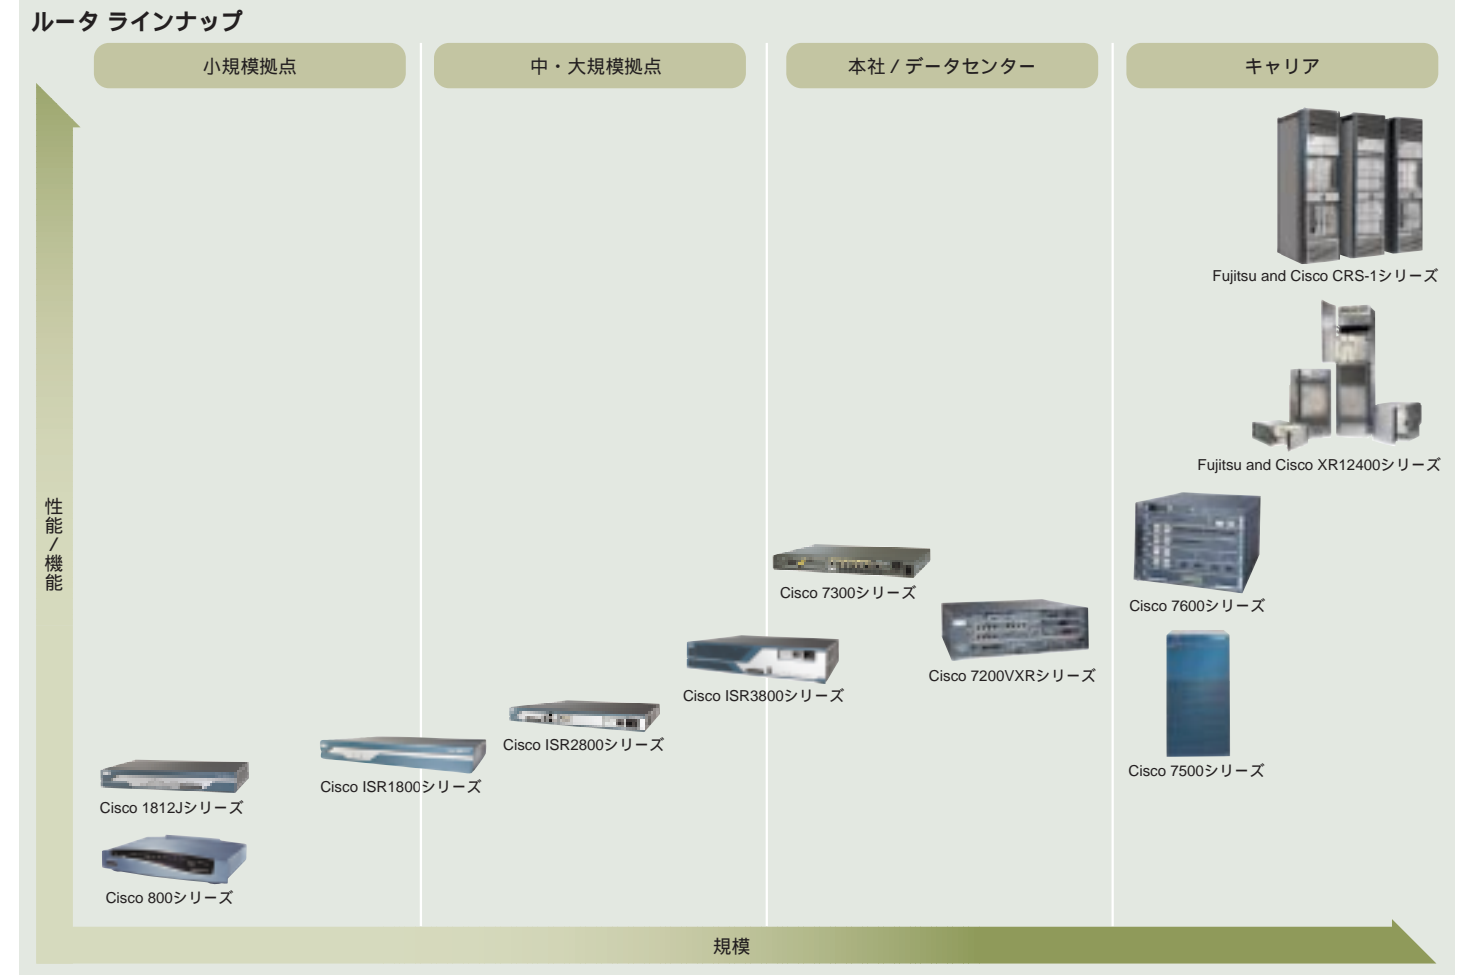 ルータ ラインナップ
小規模拠点
中・大規模拠点
本社 / データセンター
キャリア
性能/機能
Fujitsu and Cisco CRS-1シリーズ
Fujitsu and Cisco XR12400シリーズ
Cisco 7300シリーズ
Cisco 7600シリーズ
Cisco 7200VXRシリーズ
Cisco ISR3800シリーズ
Cisco ISR2800シリーズ
Cisco 7500シリーズ
Cisco ISR1800シリーズ
Cisco 1812Jシリーズ
Cisco 800シリーズ
規模